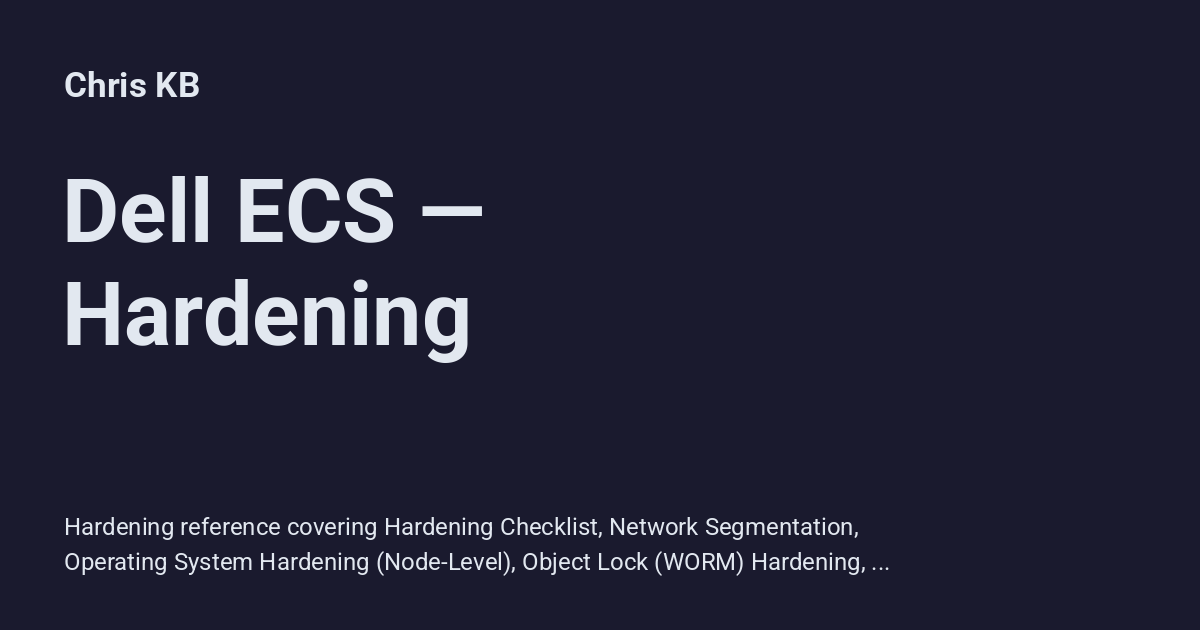 Chris KB
Dell ECS —
Hardening
Hardening reference covering Hardening Checklist, Network Segmentation,
Operating System Hardening (Node-Level), Object Lock (WORM) Hardening, ...